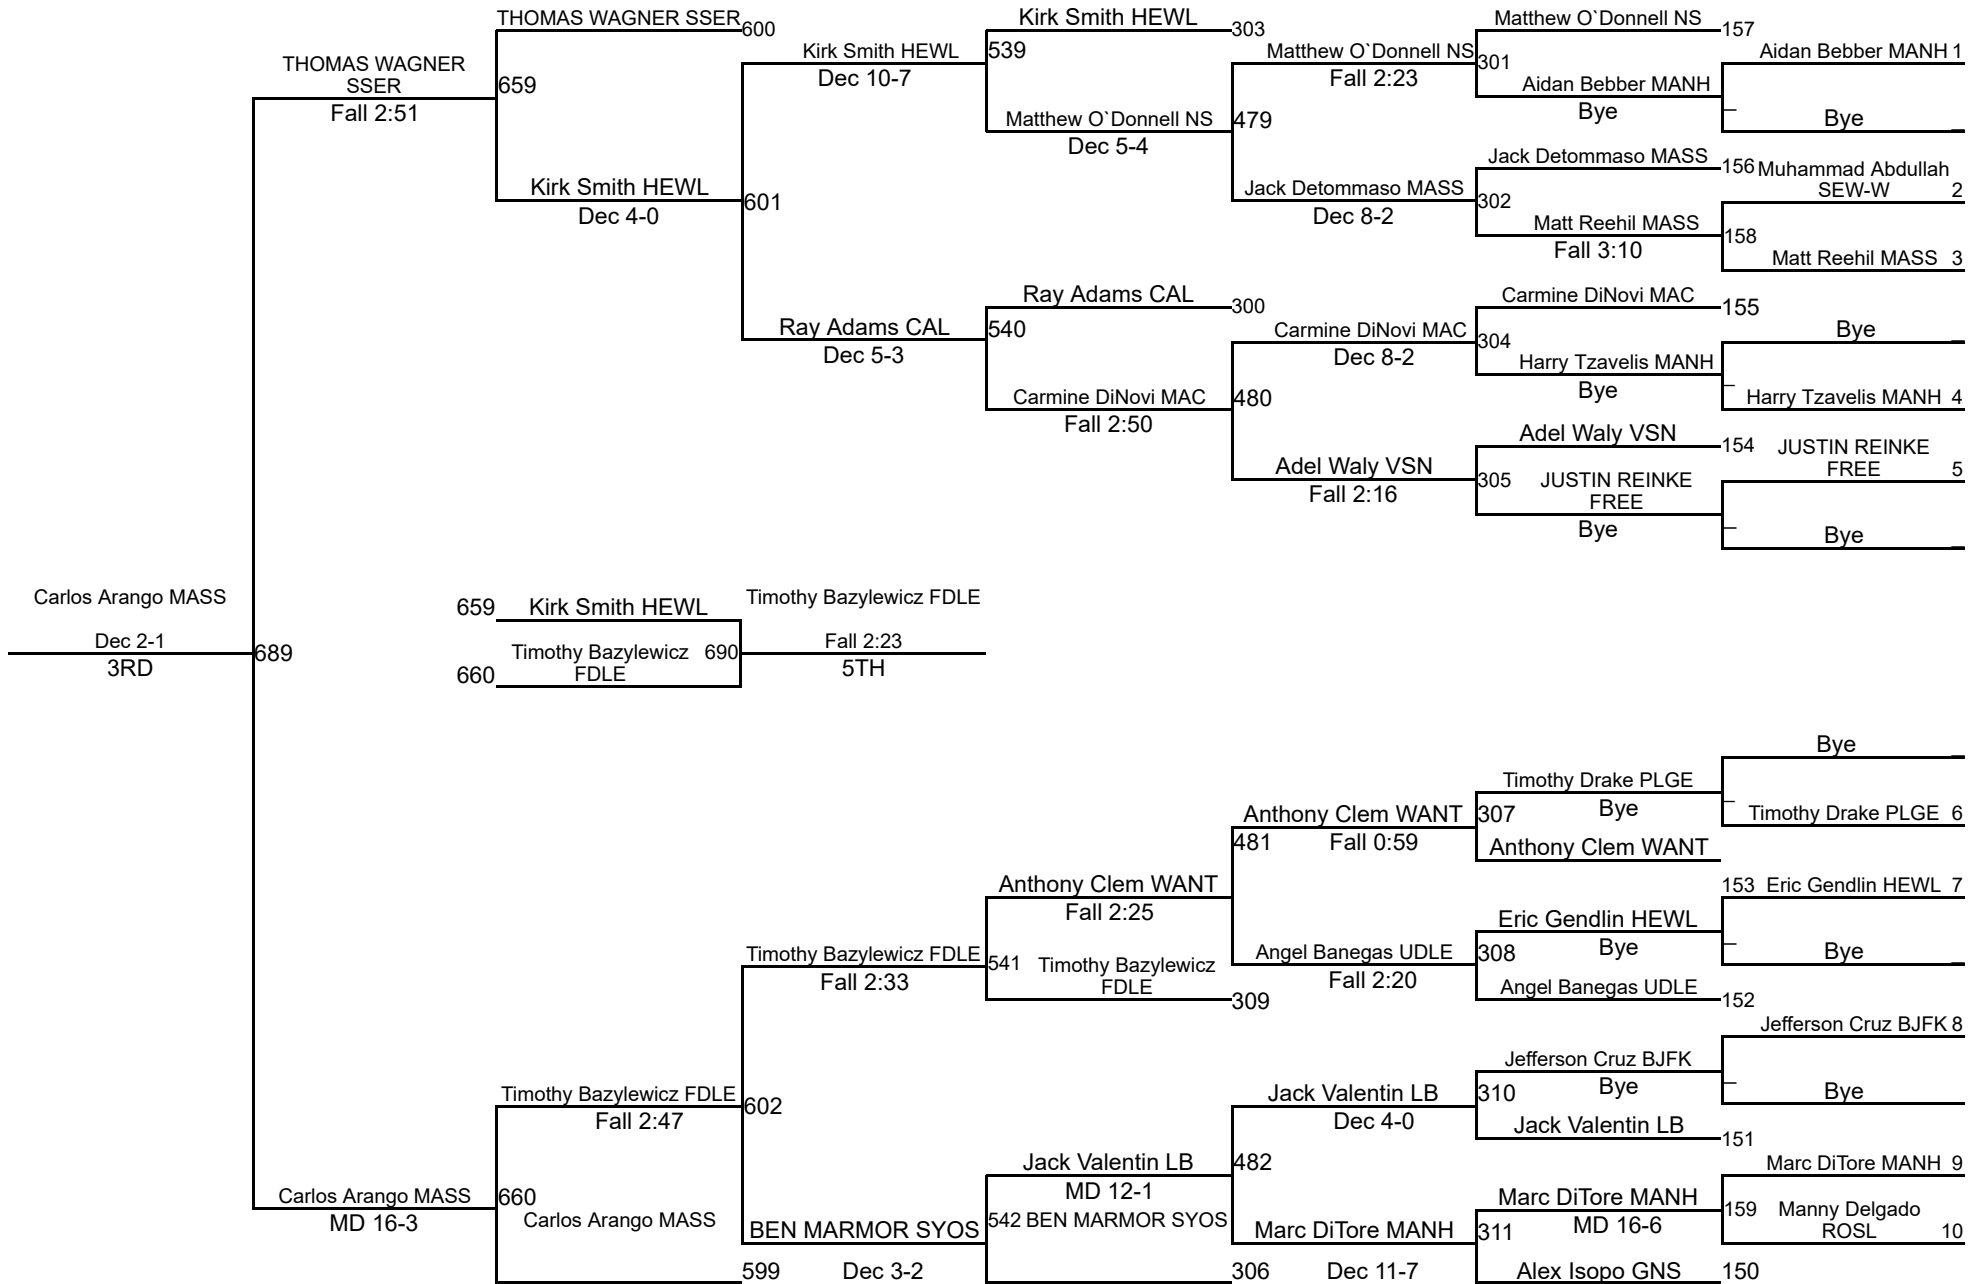 THOMAS WAGNER SSER
600
Kirk Smith HEWL
303
Matthew O`Donnell NS
157
THOMAS WAGNER
SSER
Fall 2:51
659
Kirk Smith HEWL
Dec 10-7
539
Matthew O`Donnell NS
Fall 2:23
301
Aidan Bebber MANH 1
Aidan Bebber MANH
Bye
Bye
Matthew O`Donnell NS
Dec 5-4
479
Jack Detommaso MASS
156
Muhammad Abdullah
SEW-W 2
Kirk Smith HEWL
Dec 4-0
601
Jack Detommaso MASS
Dec 8-2
302
Matt Reehil MASS
Fall 3:10
158
Matt Reehil MASS 3
Ray Adams CAL
300
Carmine DiNovi MAC
155
Ray Adams CAL
Dec 5-3
540
Carmine DiNovi MAC
Dec 8-2
304
Bye
Harry Tzavelis MANH
Bye
Harry Tzavelis MANH 4
Carmine DiNovi MAC
Fall 2:50
480
Adel Waly VSN
154
JUSTIN REINKE
FREE 5
Adel Waly VSN
Fall 2:16
305
JUSTIN REINKE
FREE
Bye
Bye
Carlos Arango MASS
Dec 2-1
3RD
689
659
Kirk Smith HEWL
Timothy Bazylewicz FDLE
660
Timothy Bazylewicz
FDLE
690
Fall 2:23
5TH
Bye
Timothy Drake PLGE
Bye
Timothy Drake PLGE 6
Anthony Clem WANT
Fall 0:59
307
Anthony Clem WANT
481
Anthony Clem WANT
Fall 2:25
153
Eric Gendlin HEWL 7
Eric Gendlin HEWL
Bye
Bye
Timothy Bazylewicz FDLE
Fall 2:33
541
Timothy Bazylewicz
FDLE
309
Angel Banegas UDLE
Fall 2:20
308
Angel Banegas UDLE
152
Jefferson Cruz BJFK 8
Jefferson Cruz BJFK
Bye
Bye
Timothy Bazylewicz FDLE
Fall 2:47
602
Jack Valentin LB
Dec 4-0
310
Jack Valentin LB
151
Jack Valentin LB
MD 12-1
482
Marc DiTore MANH 9
Carlos Arango MASS
MD 16-3
660
Carlos Arango MASS
599
BEN MARMOR SYOS
Dec 3-2
542
BEN MARMOR SYOS
306
Marc DiTore MANH
Dec 11-7
311
Marc DiTore MANH
MD 16-6
159
Manny Delgado
ROSL 10
Alex Isopo GNS
150